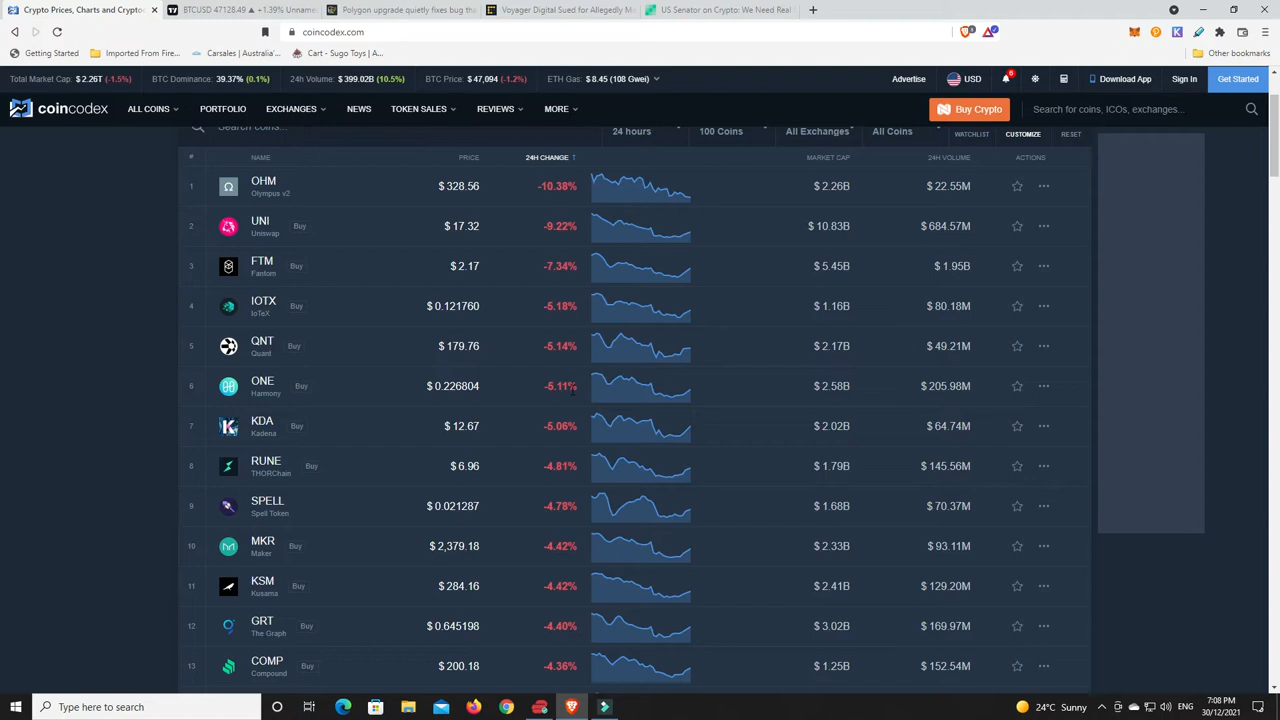 Crypto Prices, Charts and Cryptoc
BTCUSD 47128.49 ▲ +1.39% Unname
Polygon upgrade quietly fixes bug tha
Voyager Digital Sued for Allegedly Mi
US Senator on Crypto: We Need Real
coincodex.com
Getting Started
Imported From Fire...
Carsales | Australia'...
Cart - Sugo Toys | A...
Other bookmarks
Total Market Cap: $ 2.26T (-1.5%) BTC Dominance: 39.37% (0.1%) 24h Volume: $ 399.02B (10.5%) BTC Price: $ 47,094 (-1.2%) ETH Gas: $ 8.45 (108 Gwei)
Advertise USD 6 Download App Sign In Get Started
coincodex ALL COINS PORTFOLIO EXCHANGES NEWS TOKEN SALES REVIEWS MORE Buy Crypto Search for coins, ICOs, exchanges...
Search coins... 24 hours 100 Coins All Exchanges All Coins WATCHLIST CUSTOMIZE RESET
# NAME PRICE 24H CHANGE ↑ MARKET CAP 24H VOLUME ACTIONS
1 OHM $ 328.56 -10.38% $ 2.26B $ 22.55M
Olympus v2
2 UNI Buy $ 17.32 -9.22% $ 10.83B $ 684.57M
Uniswap
3 FTM Buy $ 2.17 -7.34% $ 5.45B $ 1.95B
Fantom
4 IOTX Buy $ 0.121760 -5.18% $ 1.16B $ 80.18M
IoTeX
5 QNT Buy $ 179.76 -5.14% $ 2.17B $ 49.21M
Quant
6 ONE Buy $ 0.226804 -5.11% $ 2.58B $ 205.98M
Harmony
7 KDA Buy $ 12.67 -5.06% $ 2.02B $ 64.74M
Kadena
8 RUNE Buy $ 6.96 -4.81% $ 1.79B $ 145.56M
THORChain
9 SPELL $ 0.021287 -4.78% $ 1.68B $ 70.37M
Spell Token
10 MKR Buy $ 2,379.18 -4.42% $ 2.33B $ 93.11M
Maker
11 KSM Buy $ 284.16 -4.42% $ 2.41B $ 129.20M
Kusama
12 GRT Buy $ 0.645198 -4.40% $ 3.02B $ 169.97M
The Graph
13 COMP Buy $ 200.18 -4.36% $ 1.25B $ 152.54M
Compound
Type here to search
24°C Sunny
7:08 PM
30/12/2021